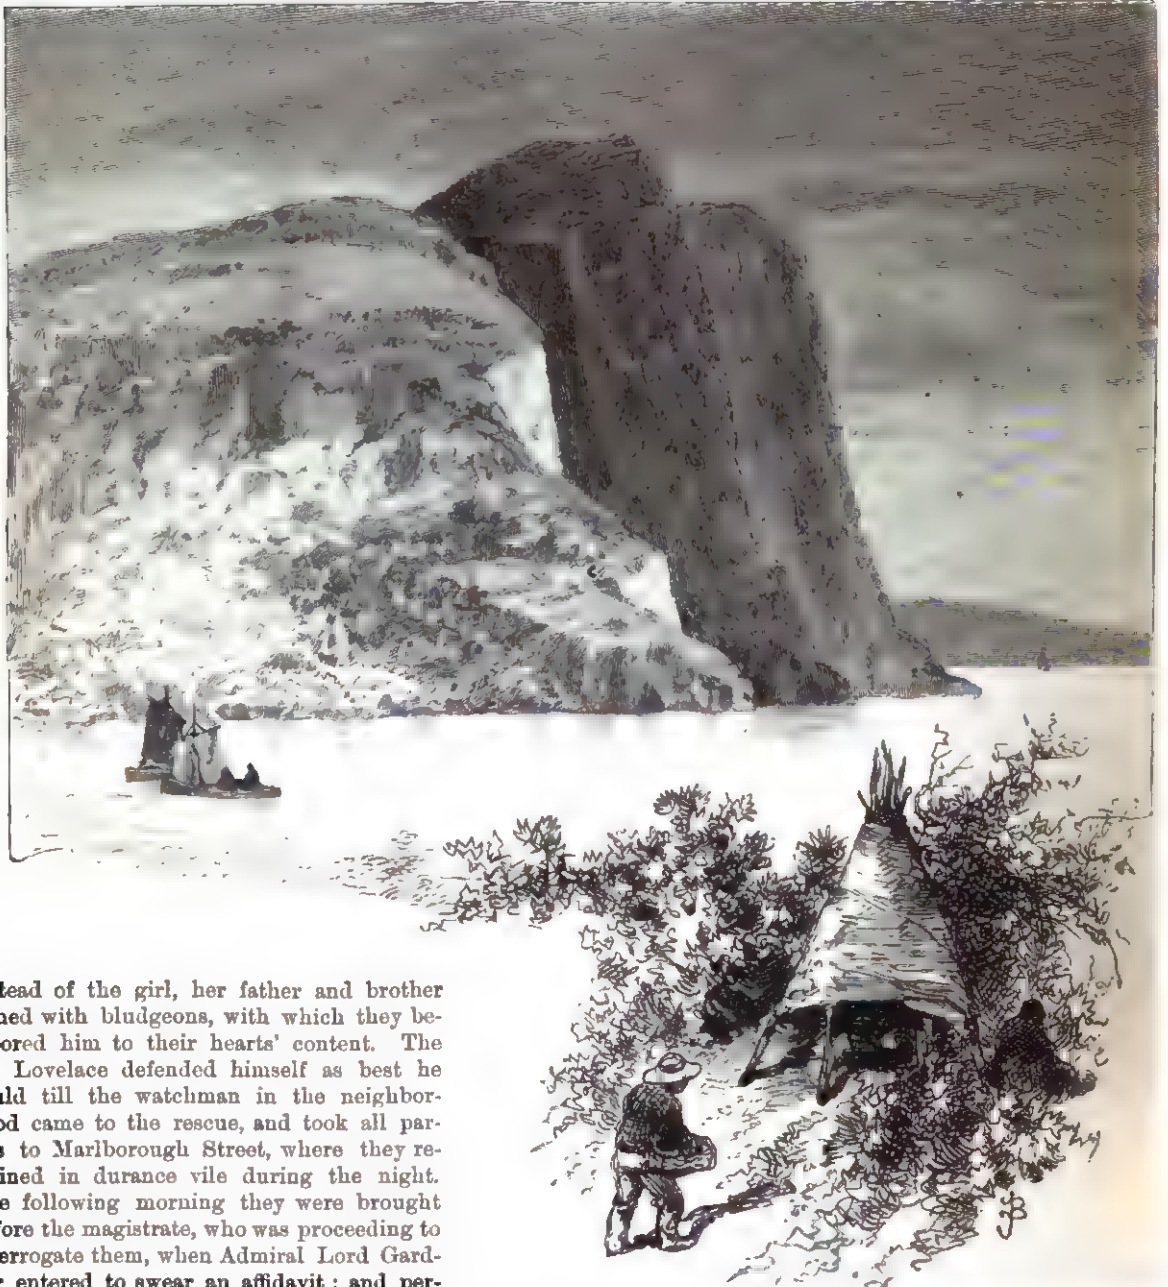 tead of the girl, her father and brother
ned with bludgeons, with which they be-
ored him to their hearts' content. The
Lovelace defended himself as best he
ld till the watchman in the neighbor-
od came to the rescue, and took all par-
s to Marlborough Street, where they re-
ined in durance vile during the night.
e following morning they were brought
fore the magistrate, who was proceeding to
errogate them, when Admiral Lord Gard-
entered to swear an affidavit; and per-